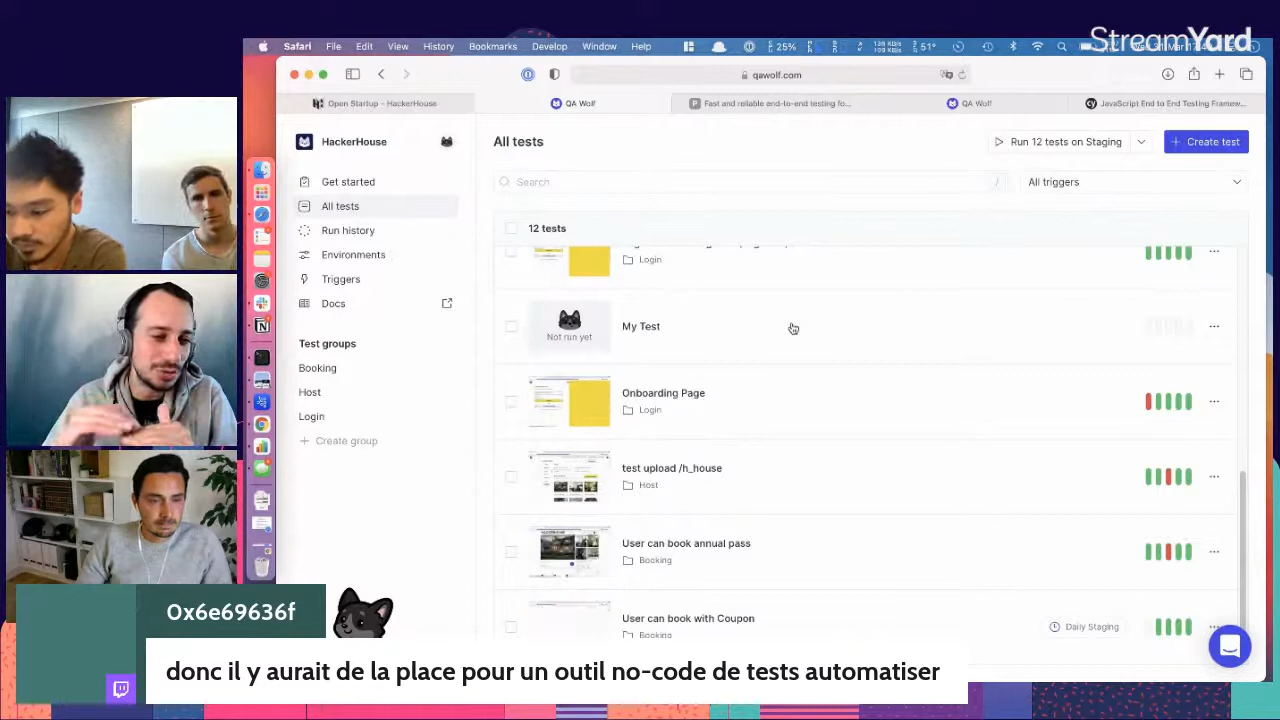 StreamYard
Safari File Edit View History Bookmarks Develop Window Help
25%
51°
qawolf.com
Open Startup - HackerHouse
QA Wolf
Fast and reliable end-to-end testing fo...
QA Wolf
JavaScript End to End Testing Framew...
HackerHouse
Get started
All tests
Run history
Environments
Triggers
Docs
Test groups
Booking
Host
Login
+ Create group
All tests
Run 12 tests on Staging
+ Create test
Search /
All triggers
12 tests
Login
My Test
Not run yet
Onboarding Page
Login
test upload /h_house
Host
User can book annual pass
Booking
User can book with Coupon
Booking
Daily Staging
0x6e69636f
donc il y aurait de la place pour un outil no-code de tests automatiser